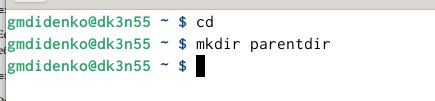 gmdidenko@dk3n55 ~ $ cd
gmdidenko@dk3n55 ~ $ mkdir parentdir
gmdidenko@dk3n55 ~ $